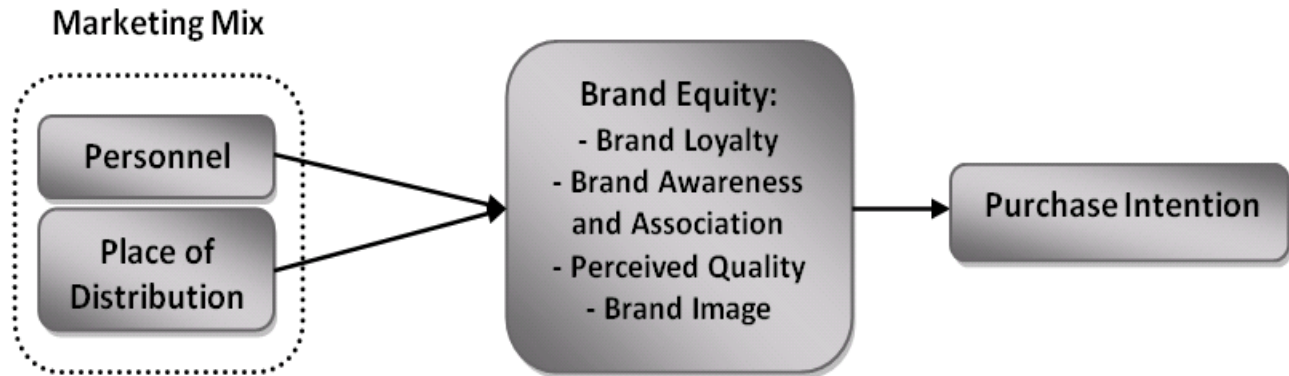 Marketing Mix
Personnel
Place of
Distribution
Brand Equity:
- Brand Loyalty
- Brand Awareness
and Association
- Perceived Quality
- Brand Image
Purchase Intention